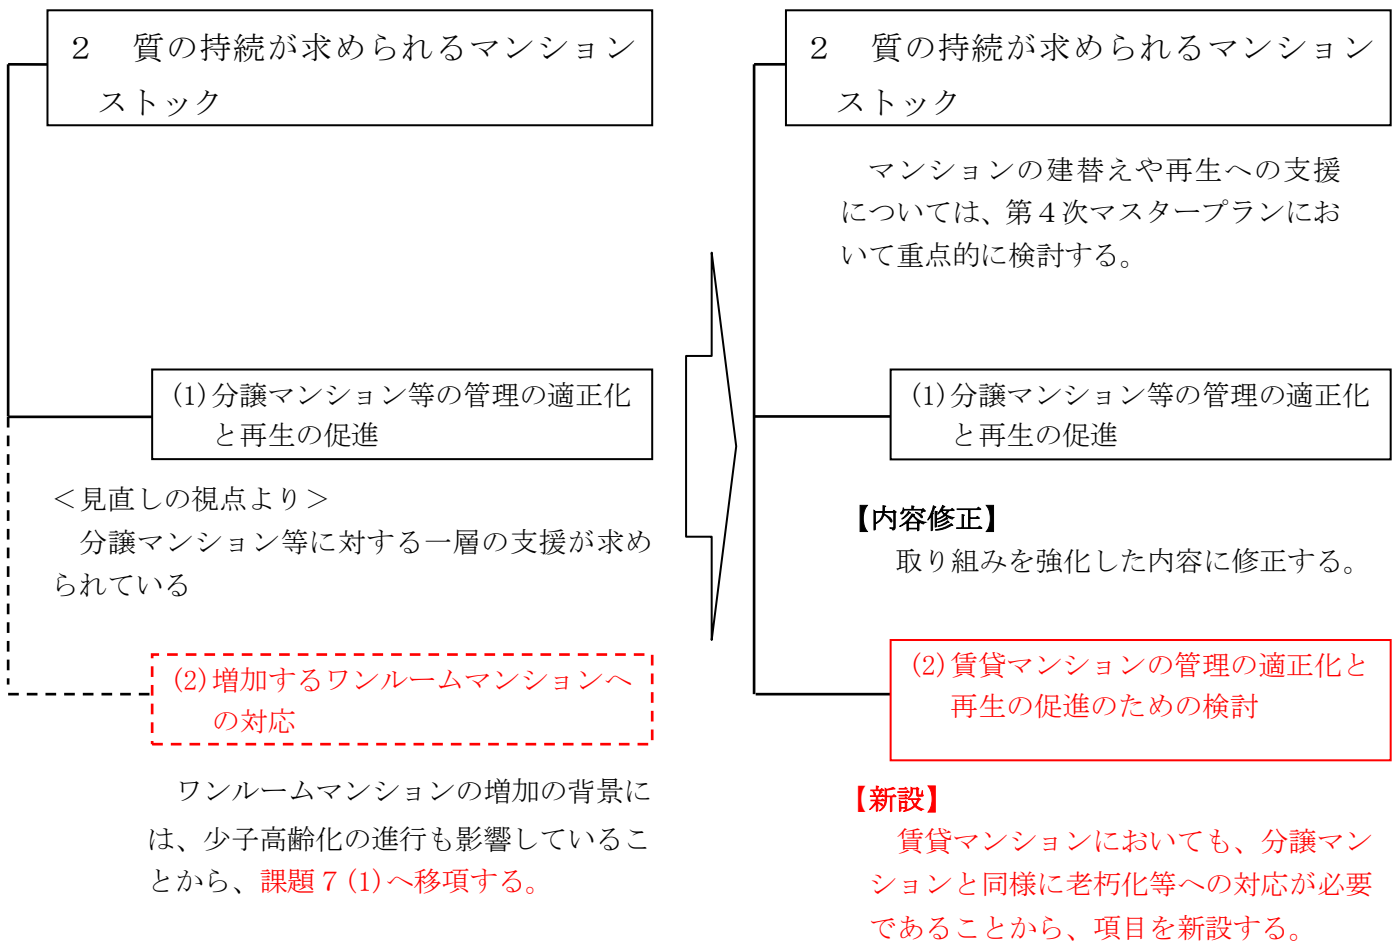 ２　質の持続が求められるマンション
ストック
(1)分譲マンション等の管理の適正化
と再生の促進
＜見直しの視点より＞
分譲マンション等に対する一層の支援が求め
られている
(2)増加するワンルームマンションへ
の対応
ワンルームマンションの増加の背景に
は、少子高齢化の進行も影響しているこ
とから、課題７(1)へ移項する。
２　質の持続が求められるマンション
ストック
マンションの建替えや再生への支援
については、第４次マスタープランにお
いて重点的に検討する。
(1)分譲マンション等の管理の適正化
と再生の促進
【内容修正】
取り組みを強化した内容に修正する。
(2)賃貸マンションの管理の適正化と
再生の促進のための検討
【新設】
賃貸マンションにおいても、分譲マン
ションと同様に老朽化等への対応が必要
であることから、項目を新設する。